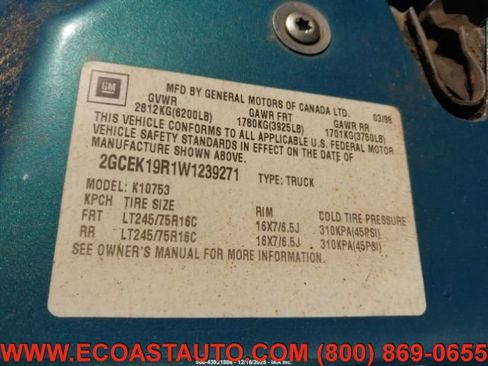 GM
MFD BY GENERAL MOTORS OF CANADA LTD.
03/98
GVWR GAWR FRT GAWR RR
2812KG(6200LB) 1780KG(3925LB) 1701KG(3750LB)
THIS VEHICLE CONFORMS TO ALL APPLICABLE U.S. FEDERAL MOTOR
VEHICLE SAFETY STANDARDS IN EFFECT ON THE DATE OF
MANUFACTURE SHOWN ABOVE.
2GCEK19R1W1239271 TYPE: TRUCK
MODEL: K10753
KPCH TIRE SIZE RIM COLD TIRE PRESSURE
FRT LT245/75R16C 16X7/6.5J 310KPA(45PSI)
RR LT245/75R16C 16X7/6.5J 310KPA(45PSI)
SEE OWNER'S MANUAL FOR MORE INFORMATION.
WWW.ECOASTAUTO.COM (800) 869-0655